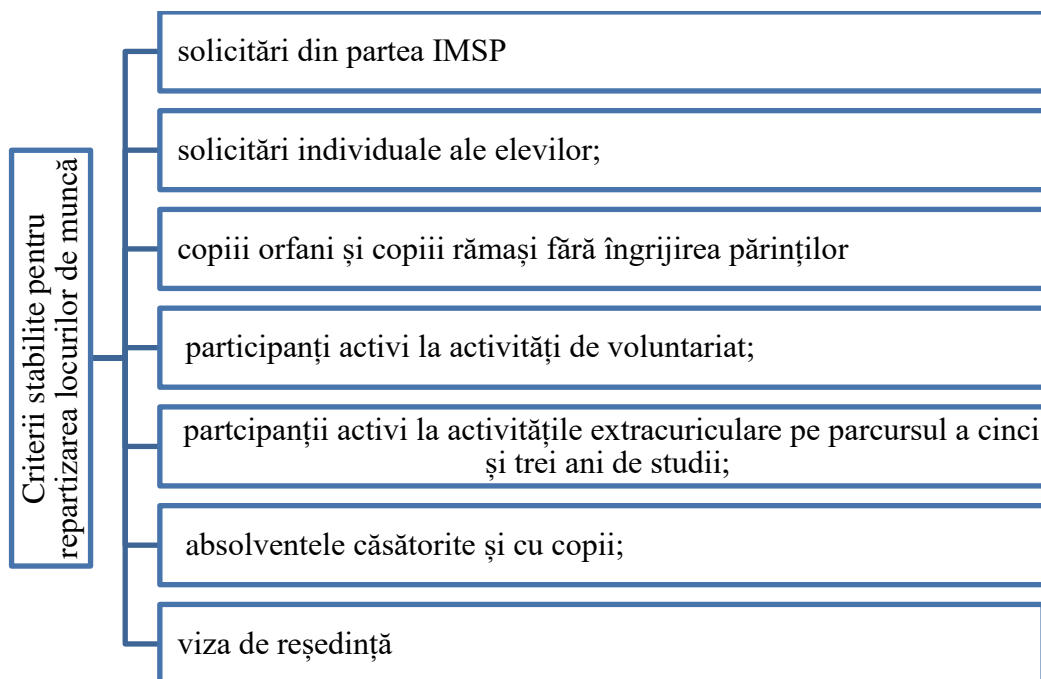 Criterii stabilite pentru
repartizarea locurilor de muncă
solicitări din partea IMSP
solicitări individuale ale elevilor;
copiii orfani și copiii rămași fără îngrijirea părinților
participanți activi la activități de voluntariat;
partcipanții activi la activitățile extracuriculare pe parcursul a cinci
și trei ani de studii;
absolventele căsătorite și cu copii;
viza de reședință